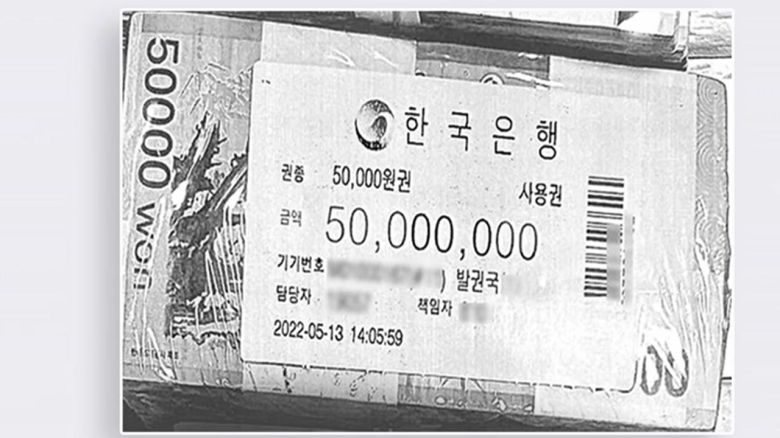 50000 won
한국은행
권종 50,000원권 사용권
금액 50,000,000
기기번호 ) 발권국
담당자 책임자
2022-05-13 14:05:59
00